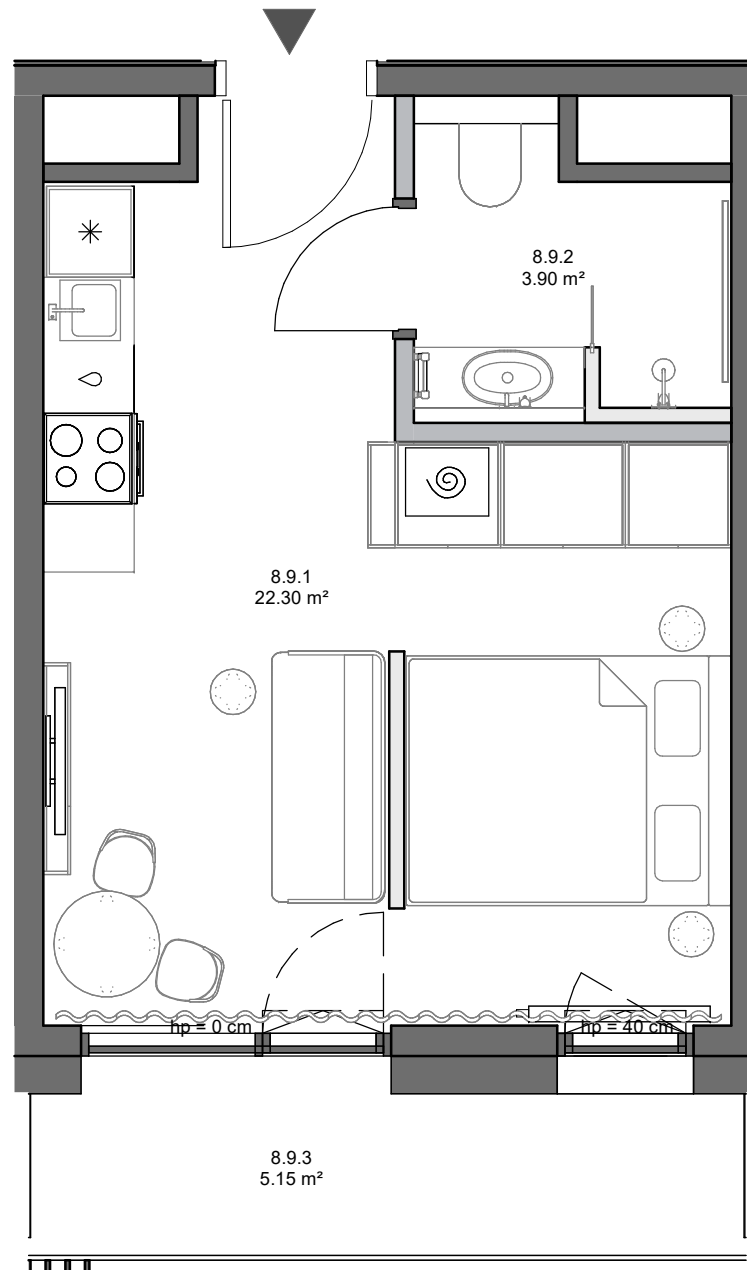 8.9.2
3.90 m²
8.9.1
22.30 m²
hp = 0 cm
hp = 40 cm
8.9.3
5.15 m²